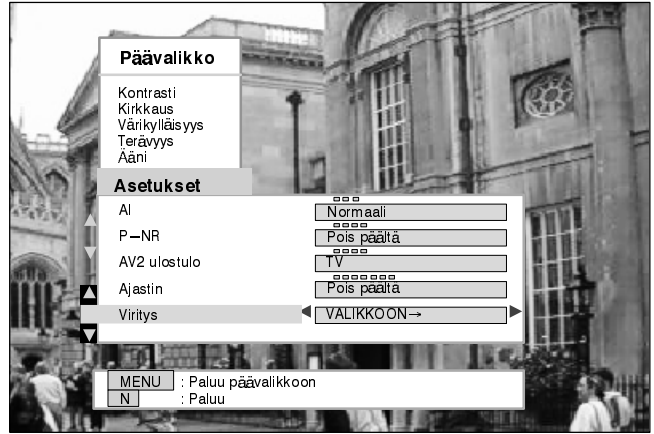 Päävalikko
Kontrasti
Kirkkaus
Värikylläisyys
Terävyys
Ääni
Asetukset
AI Normaali
P–NR Pois päältä
AV2 ulostulo TV
Ajastin Pois päältä
Viritys VALIKKOON→
MENU : Paluu päävalikkoon
N : Paluu